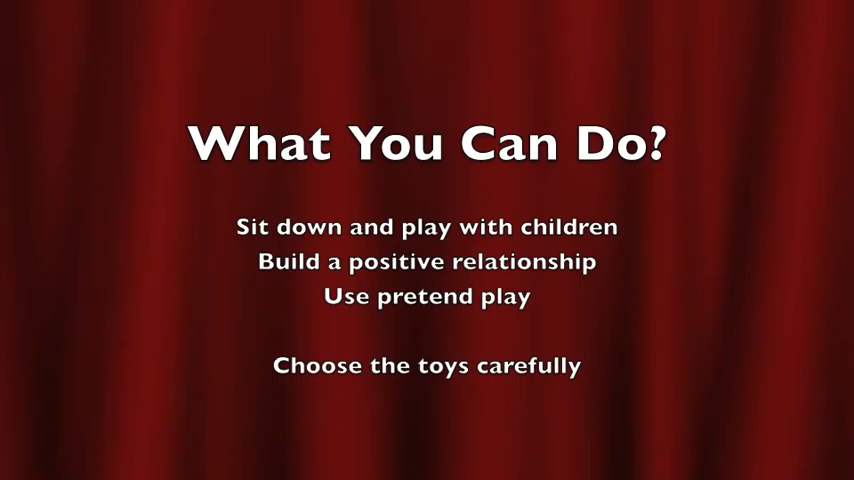 What You Can Do?
Sit down and play with children
Build a positive relationship
Use pretend play
Choose the toys carefully